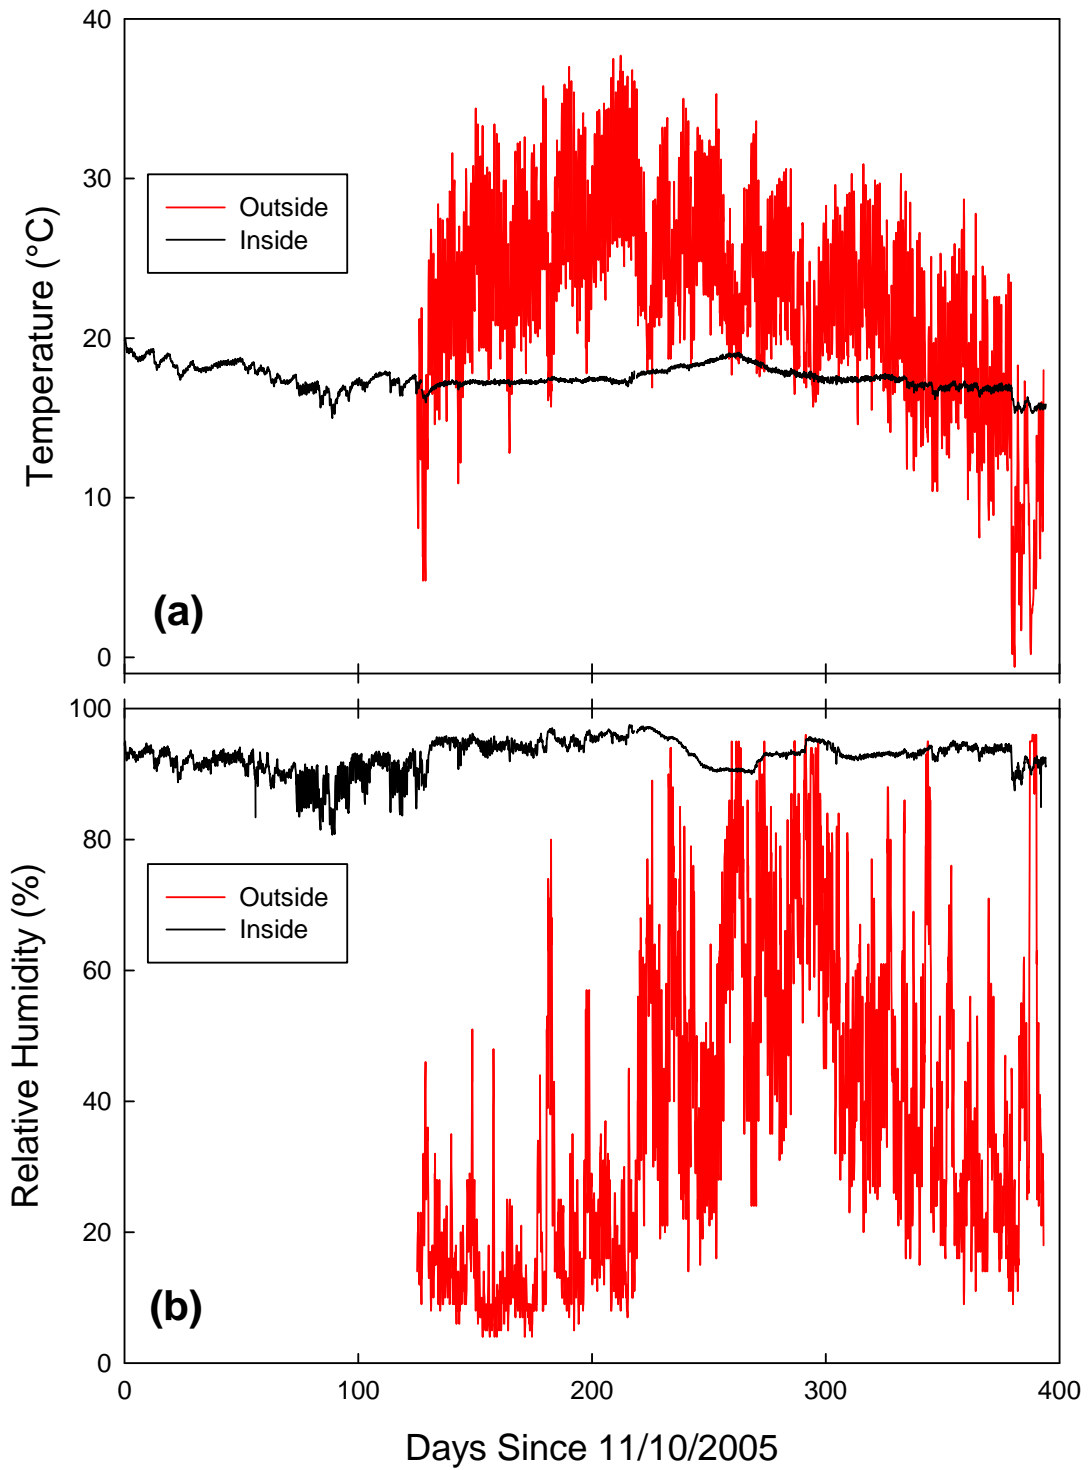 40
30
20
10
0
Temperature (°C)
Outside
Inside
(a)
100
80
60
40
20
0
Relative Humidity (%)
Outside
Inside
(b)
0 100 200 300 400
Days Since 11/10/2005